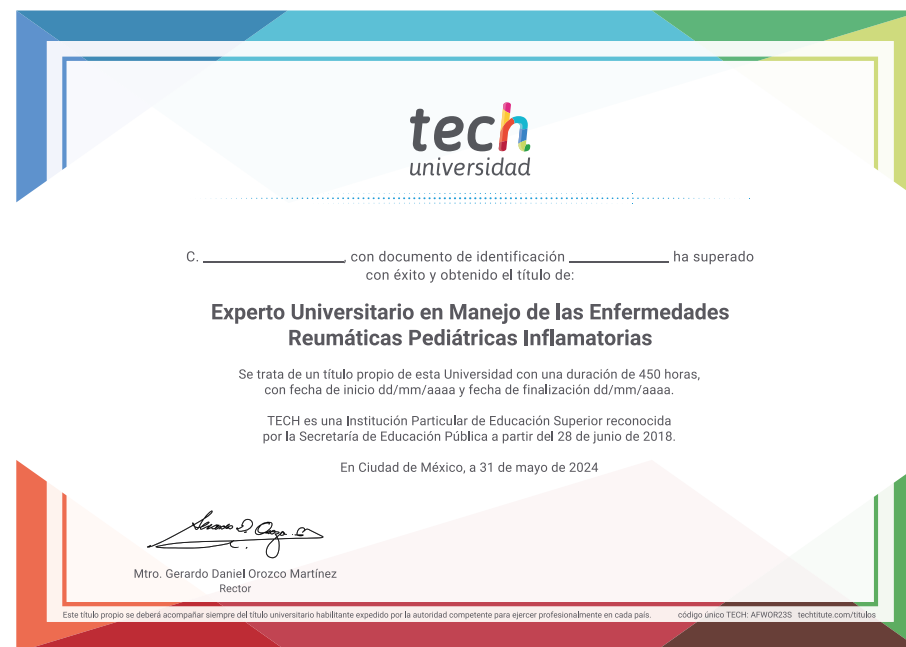 tech
universidad
C. ____________________, con documento de identificación ______________ ha superado
con éxito y obtenido el título de:
Experto Universitario en Manejo de las Enfermedades
Reumáticas Pediátricas Inflamatorias
Se trata de un título propio de esta Universidad con una duración de 450 horas,
con fecha de inicio dd/mm/aaaa y fecha de finalización dd/mm/aaaa.
TECH es una Institución Particular de Educación Superior reconocida
por la Secretaría de Educación Pública a partir del 28 de junio de 2018.
En Ciudad de México, a 31 de mayo de 2024
Mtro. Gerardo Daniel Orozco Martínez
Rector
Este título propio se deberá acompañar siempre del título universitario habilitante expedido por la autoridad competente para ejercer profesionalmente en cada país. código único TECH: AFWOR23S techtitute.com/titulos